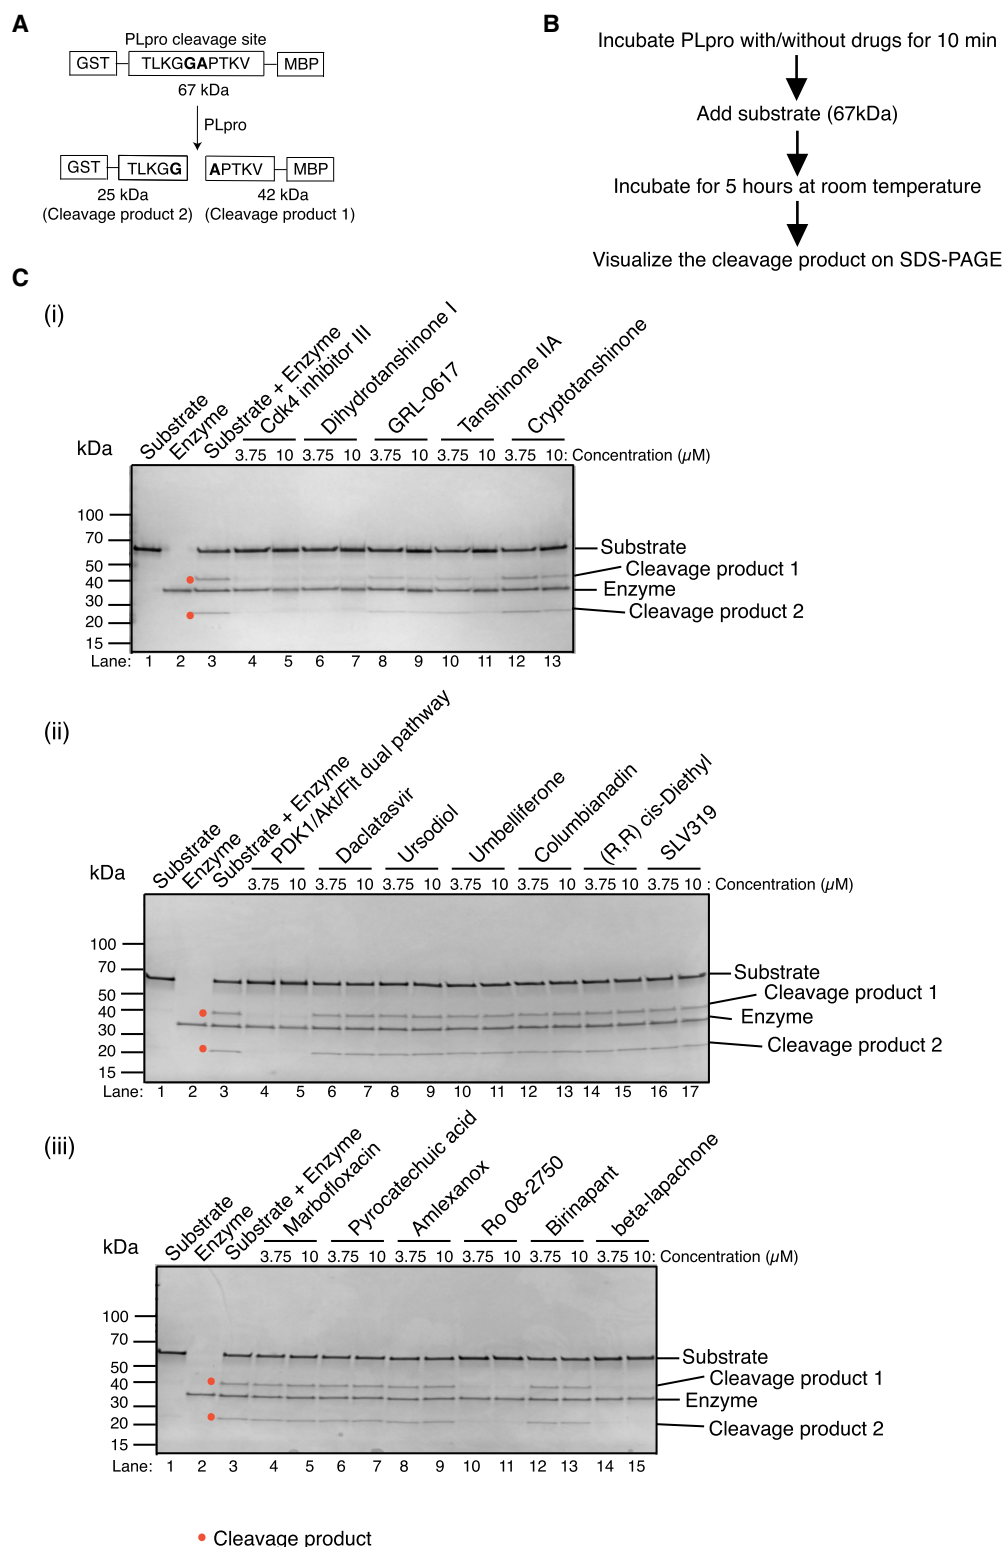 A
PLpro cleavage site
GST TLKGGAPTKV MBP
67 kDa
PLpro
GST TLKGG APTKV MBP
25 kDa 42 kDa
(Cleavage product 2) (Cleavage product 1)
B
Incubate PLpro with/without drugs for 10 min
Add substrate (67kDa)
Incubate for 5 hours at room temperature
Visualize the cleavage product on SDS-PAGE
C
(i)
Substrate
Enzyme
Substrate + Enzyme
Cdk4 inhibitor III
Dihydrotanshinone I
GRL-0617
Tanshinone IIA
Cryptotanshinone
kDa
3.75 10 3.75 10 3.75 10 3.75 10 3.75 10 : Concentration (µM)
100
70
50
40
30
20
15
Substrate
Cleavage product 1
Enzyme
Cleavage product 2
Lane: 1 2 3 4 5 6 7 8 9 10 11 12 13
(ii)
Substrate
Enzyme
Substrate + Enzyme
PDK1/Akt/Flt dual pathway
Daclatasvir
Ursodiol
Umbelliferone
Columbianadin
(R,R) cis-Diethyl
SLV319
kDa
3.75 10 3.75 10 3.75 10 3.75 10 3.75 10 3.75 10 3.75 10 : Concentration (µM)
100
70
50
40
30
20
15
Substrate
Cleavage product 1
Enzyme
Cleavage product 2
Lane: 1 2 3 4 5 6 7 8 9 10 11 12 13 14 15 16 17
(iii)
Substrate
Enzyme
Substrate + Enzyme
Marbofloxacin
Pyrocatechuic acid
Amlexanox
Ro 08-2750
Birinapant
beta-lapachone
kDa
3.75 10 3.75 10 3.75 10 3.75 10 3.75 10 3.75 10 : Concentration (µM)
100
70
50
40
30
20
15
Substrate
Cleavage product 1
Enzyme
Cleavage product 2
Lane: 1 2 3 4 5 6 7 8 9 10 11 12 13 14 15
Cleavage product